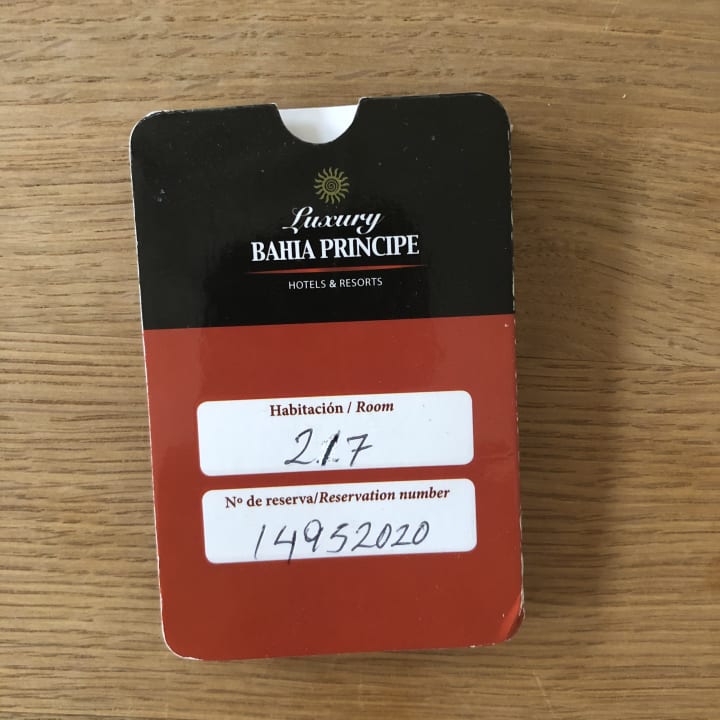 Luxury
BAHIA PRINCIPE
HOTELS & RESORTS
Habitación / Room
217
Nº de reserva/Reservation number
14952020